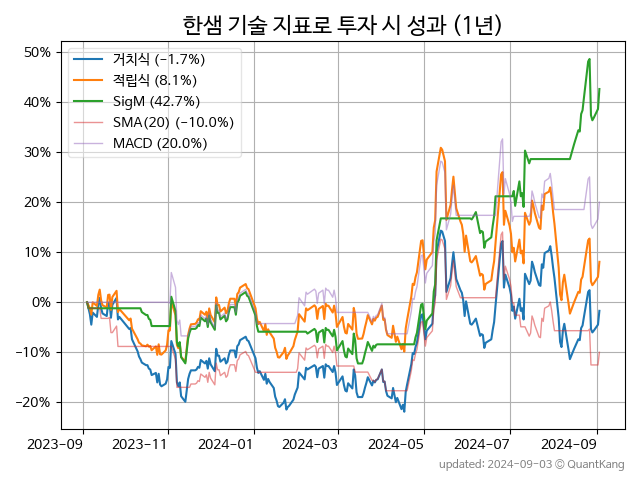 한샘 기술 지표로 투자 시 성과 (1년)
거치식 (-1.7%)
적립식 (8.1%)
SigM (42.7%)
SMA(20) (-10.0%)
MACD (20.0%)
50%
40%
30%
20%
10%
0%
-10%
-20%
2023-09 2023-11 2024-01 2024-03 2024-05 2024-07 2024-09
updated: 2024-09-03 © QuantKang